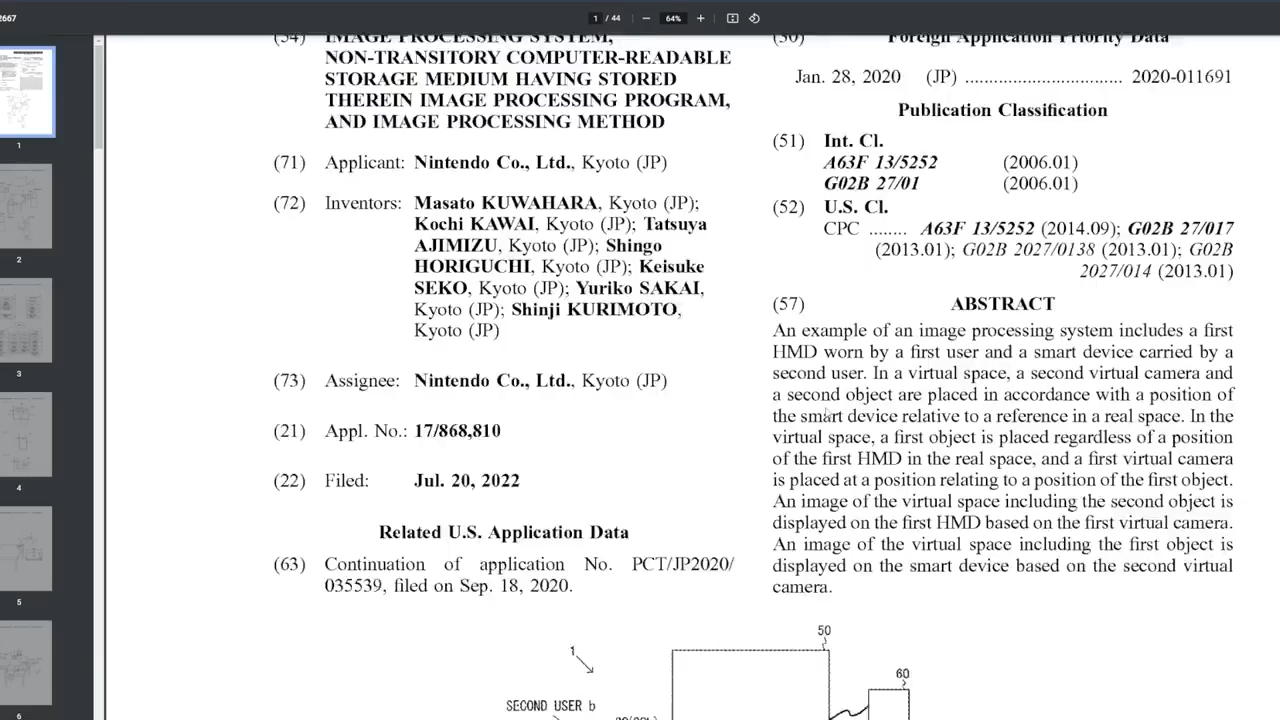 2667
1 / 44
64%
(54) IMAGE PROCESSING SYSTEM,
NON-TRANSITORY COMPUTER-READABLE
STORAGE MEDIUM HAVING STORED
THEREIN IMAGE PROCESSING PROGRAM,
AND IMAGE PROCESSING METHOD
(71) Applicant: Nintendo Co., Ltd., Kyoto (JP)
(72) Inventors: Masato KUWAHARA, Kyoto (JP);
Kochi KAWAI, Kyoto (JP); Tatsuya
AJIMIZU, Kyoto (JP); Shingo
HORIGUCHI, Kyoto (JP); Keisuke
SEKO, Kyoto (JP); Yuriko SAKAI,
Kyoto (JP); Shinji KURIMOTO,
Kyoto (JP)
(73) Assignee: Nintendo Co., Ltd., Kyoto (JP)
(21) Appl. No.: 17/868,810
(22) Filed: Jul. 20, 2022
Related U.S. Application Data
(63) Continuation of application No. PCT/JP2020/
035539, filed on Sep. 18, 2020.
(30) Foreign Application Priority Data
Jan. 28, 2020 (JP) ................................ 2020-011691
Publication Classification
(51) Int. Cl.
A63F 13/5252 (2006.01)
G02B 27/01 (2006.01)
(52) U.S. Cl.
CPC ........ A63F 13/5252 (2014.09); G02B 27/017
(2013.01); G02B 2027/0138 (2013.01); G02B
2027/014 (2013.01)
(57) ABSTRACT
An example of an image processing system includes a first
HMD worn by a first user and a smart device carried by a
second user. In a virtual space, a second virtual camera and
a second object are placed in accordance with a position of
the smart device relative to a reference in a real space. In the
virtual space, a first object is placed regardless of a position
of the first HMD in the real space, and a first virtual camera
is placed at a position relating to a position of the first object.
An image of the virtual space including the second object is
displayed on the first HMD based on the first virtual camera.
An image of the virtual space including the first object is
displayed on the smart device based on the second virtual
camera.
1
50
60
SECOND USER b
1
2
3
4
5
6